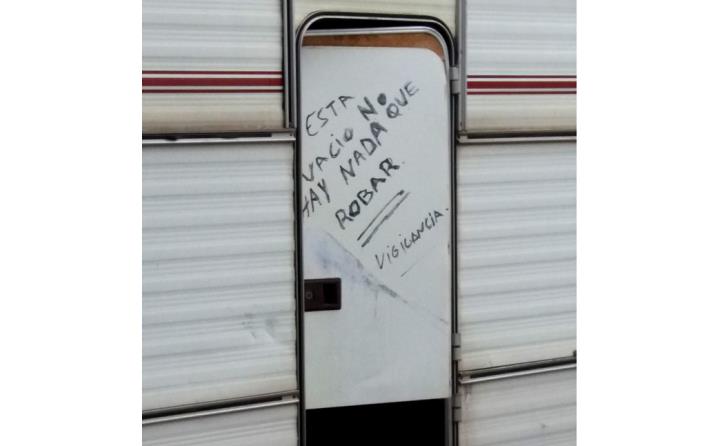 ESTA
VACIO NO
HAY NADA QUE
ROBAR.
VIGILANCIA.